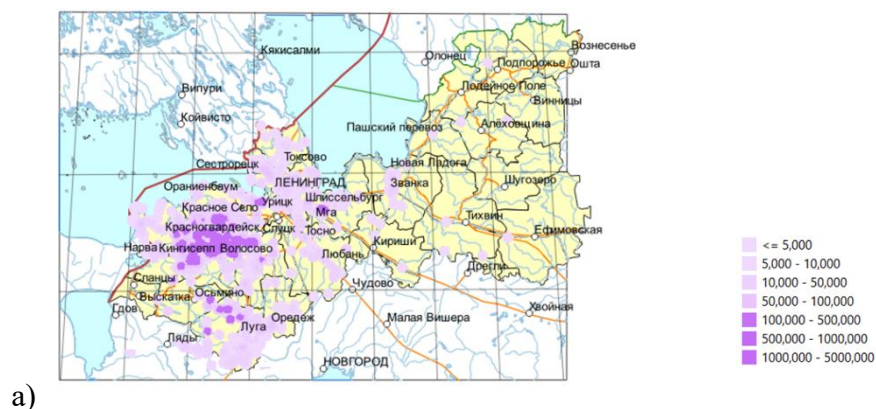 Вознесенье
Кякисалми
Олонец
Подпорожье
Ошта
Випури
Лодейное Поле
Винницы
Койвисто
Пашский перевоз
Алёховщина
Токсово
Сестрорецк
Новая Ладога
Ораниенбаум
ЛЕНИНГРАД
Званка
Шугозеро
Шлиссельбург
Красное Село
Урицк
Мга
Красногвардейск
Слуцк
Тосно
Тихвин
Ефимовская
Нарва
Кингисепп
Волосово
Любань
Кириши
Дрегли
Сланцы
Выскатка
Осьмино
Чудово
Гдов
Луга
Оредеж
Малая Вишера
Хвойная
Ляды
НОВГОРОД
<= 5,000
5,000 - 10,000
10,000 - 50,000
50,000 - 100,000
100,000 - 500,000
500,000 - 1000,000
1000,000 - 5000,000
а)